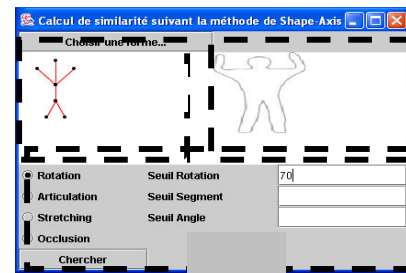 Calcul de similarité suivant la méthode de Shape-Axis
Choisir une forme...
Rotation Seuil Rotation 70
Articulation Seuil Segment
Stretching Seuil Angle
Occlusion
Chercher